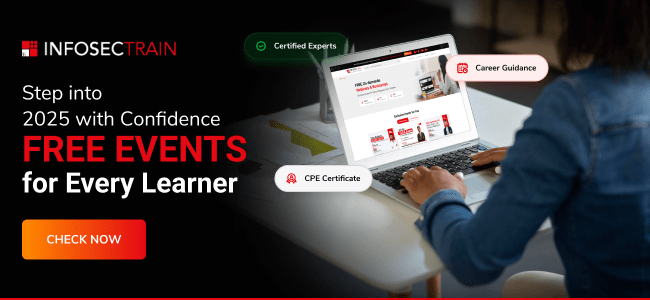 INFOSECTRAIN
Certified Experts
Career Guidance
Step into
2025 with Confidence
FREE EVENTS
for Every Learner
CPE Certificate
CHECK NOW